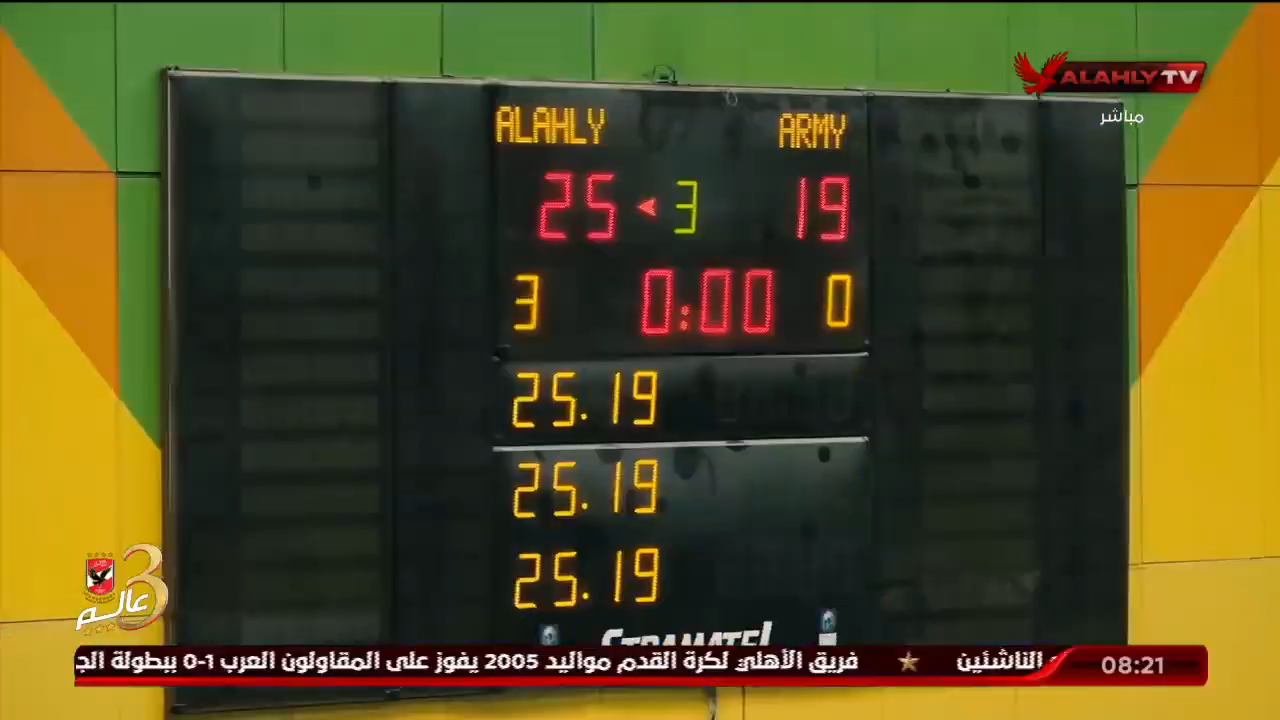 ALAHLY TV
مباشر
ALAHLY ARMY
25 3 19
3 0:00 0
25.19
25.19
25.19
STRAMATEL
3
عالم
الناشئين ★ فريق الأهلي لكرة القدم مواليد 2005 يفوز على المقاولون العرب 1-0 ببطولة الج
08:21